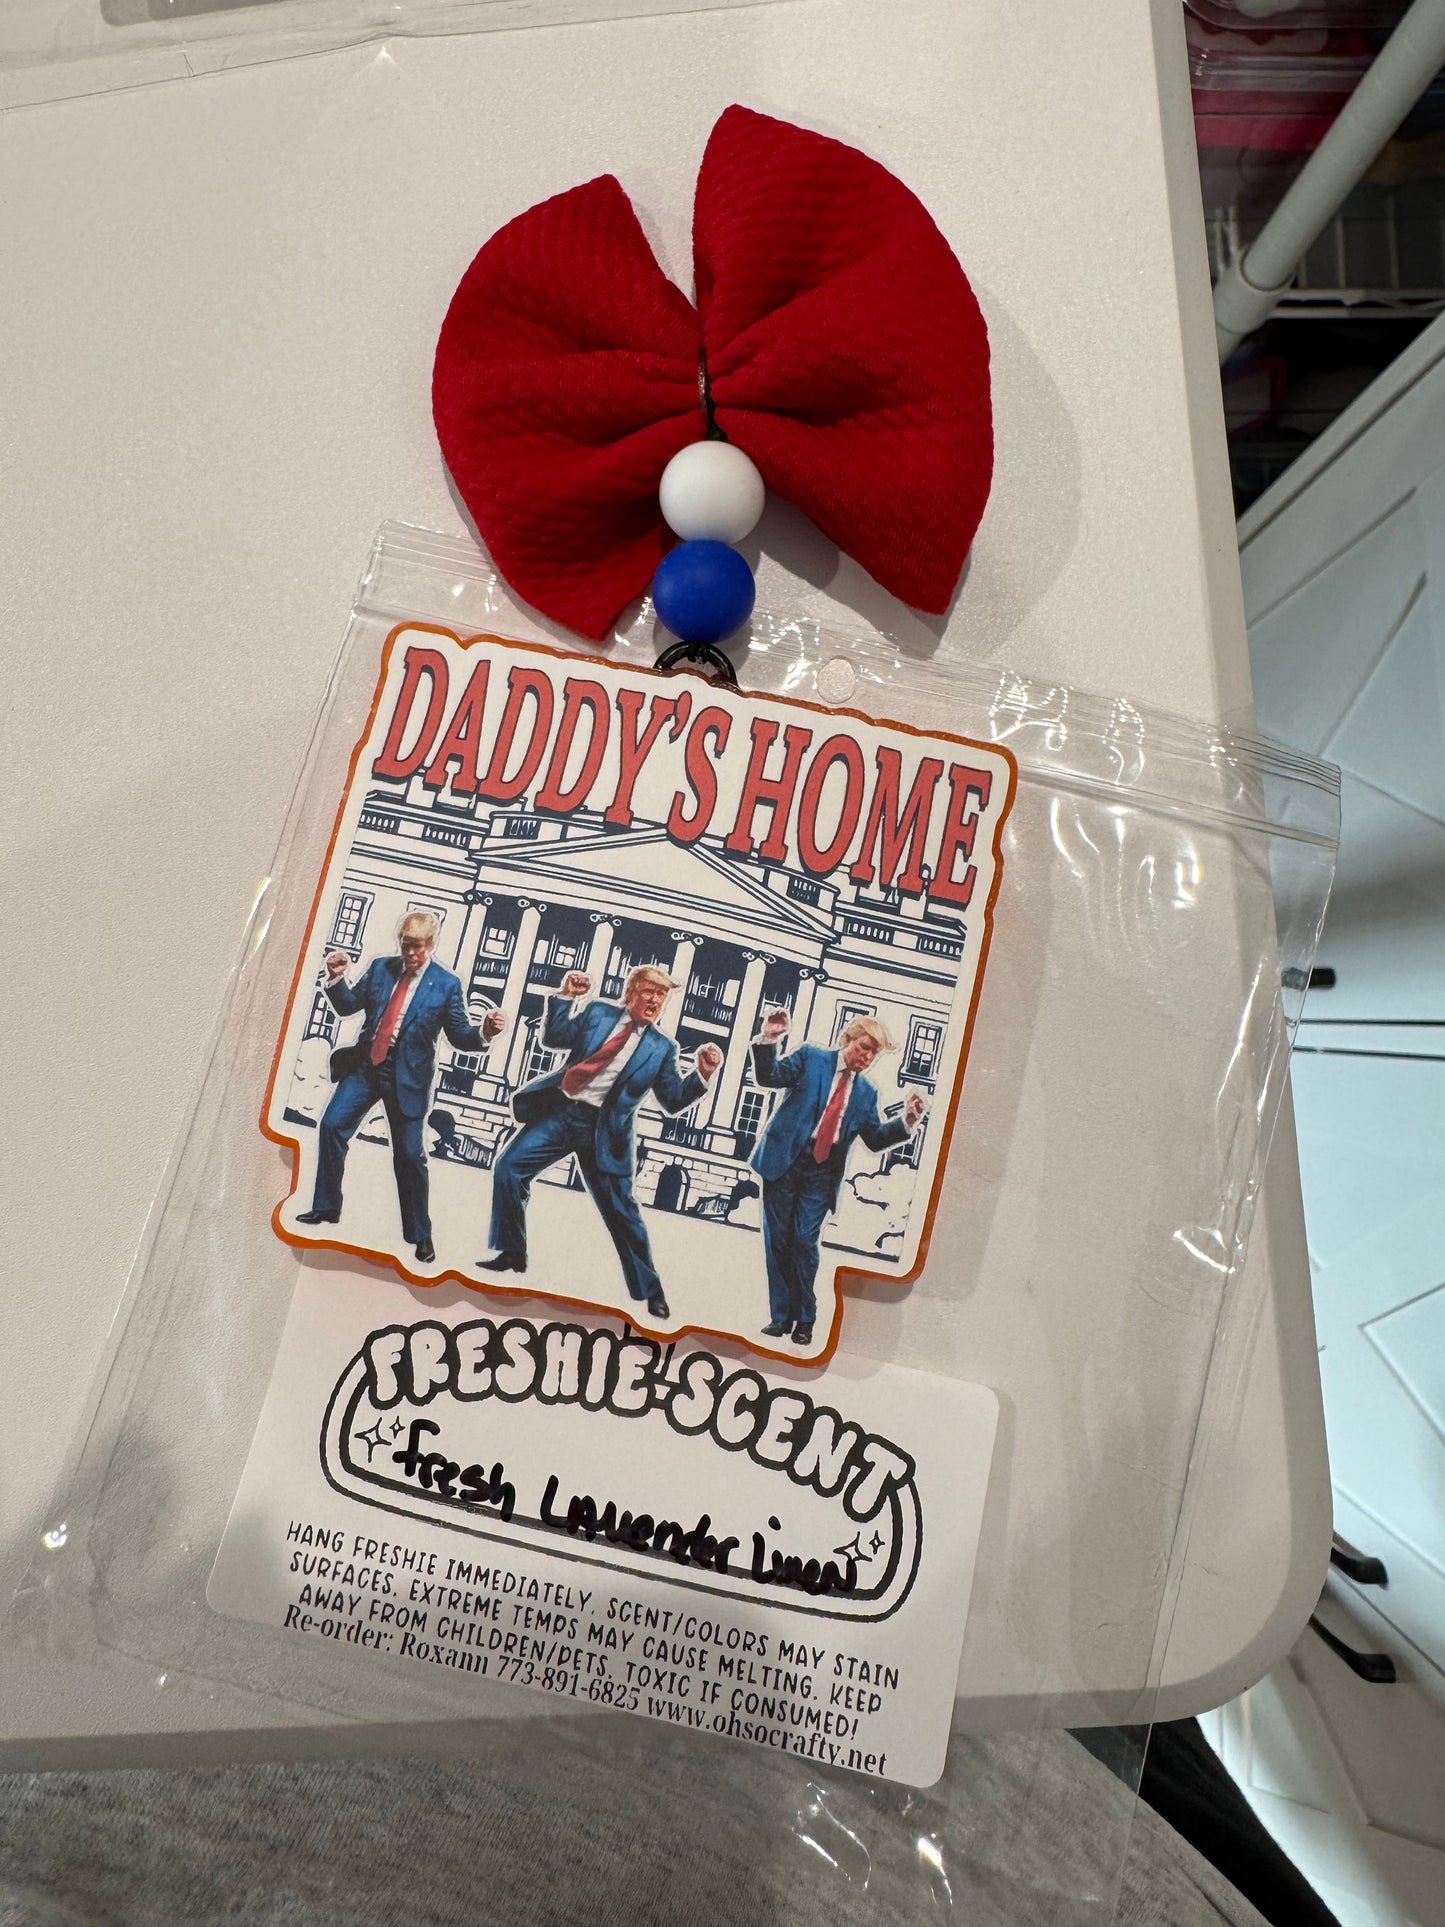 DADDY'S HOME
FRESHIE SCENT
fresh LAvender Linen
HANG FRESHIE IMMEDIATELY. SCENT/COLORS MAY STAIN
SURFACES. EXTREME TEMPS MAY CAUSE MELTING. KEEP
AWAY FROM CHILDREN/PETS. TOXIC IF CONSUMED!
Re-order: Roxann 773-891-6825 www.ohsocrafty.net